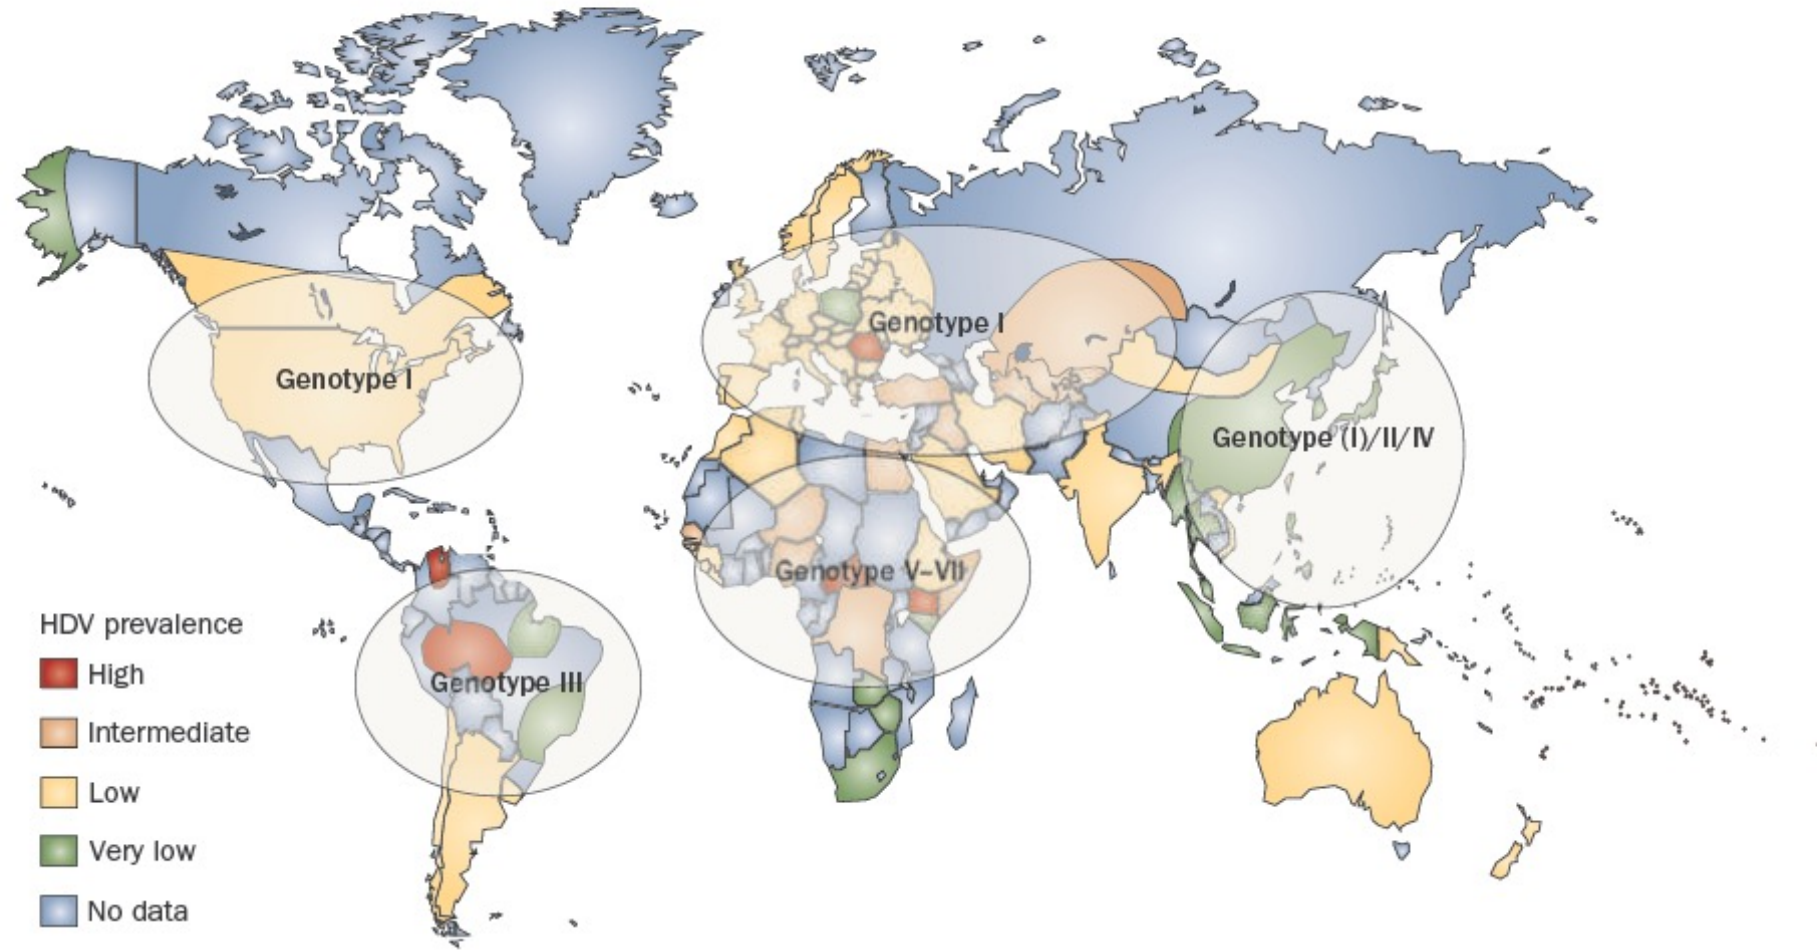 Genotype I
Genotype I
Genotype (I)/II/IV
Genotype V–VII
Genotype III
HDV prevalence
High
Intermediate
Low
Very low
No data